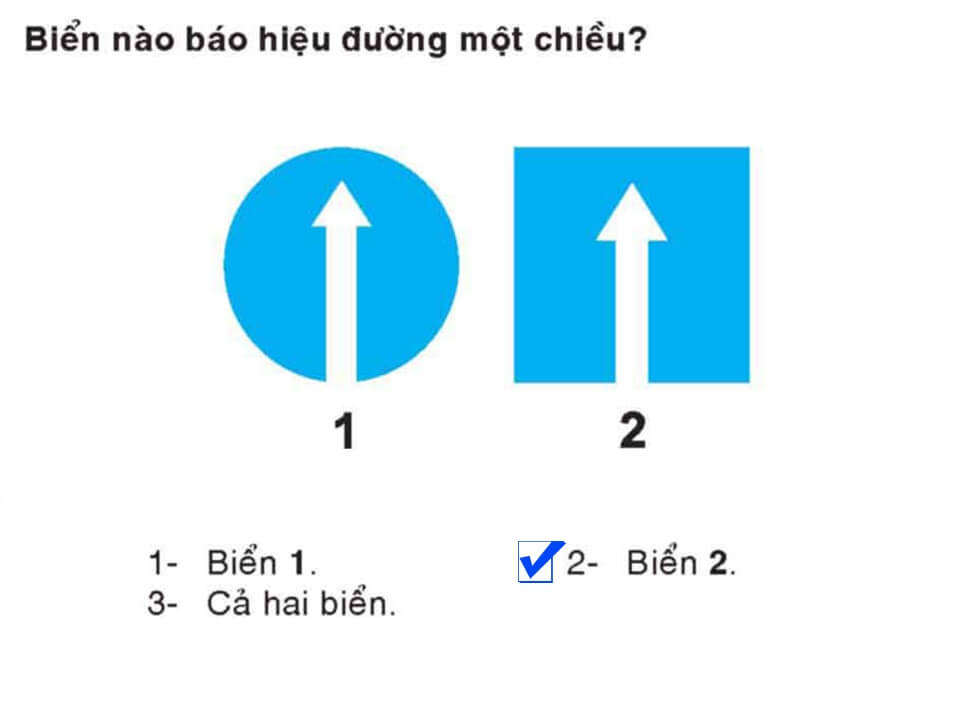 Biển nào báo hiệu đường một chiều?
1 2
1- Biển 1. 2- Biển 2.
3- Cả hai biển.